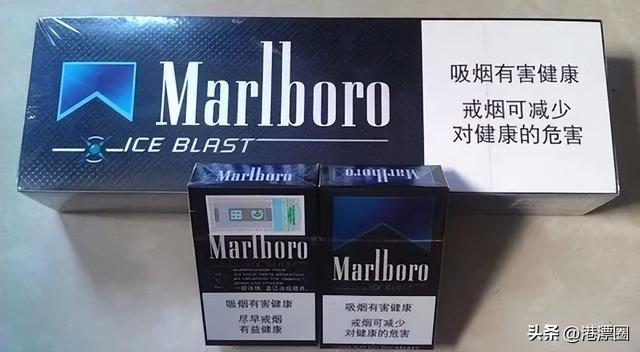 Marlboro
ICE BLAST
吸烟有害健康
戒烟可减少
对健康的危害
Marlboro
Marlboro
Marlboro
吸烟有害健康
尽早戒烟
有益健康
Marlboro
吸烟有害健康
戒烟可减少
对健康的危害
头条 @港漂圈